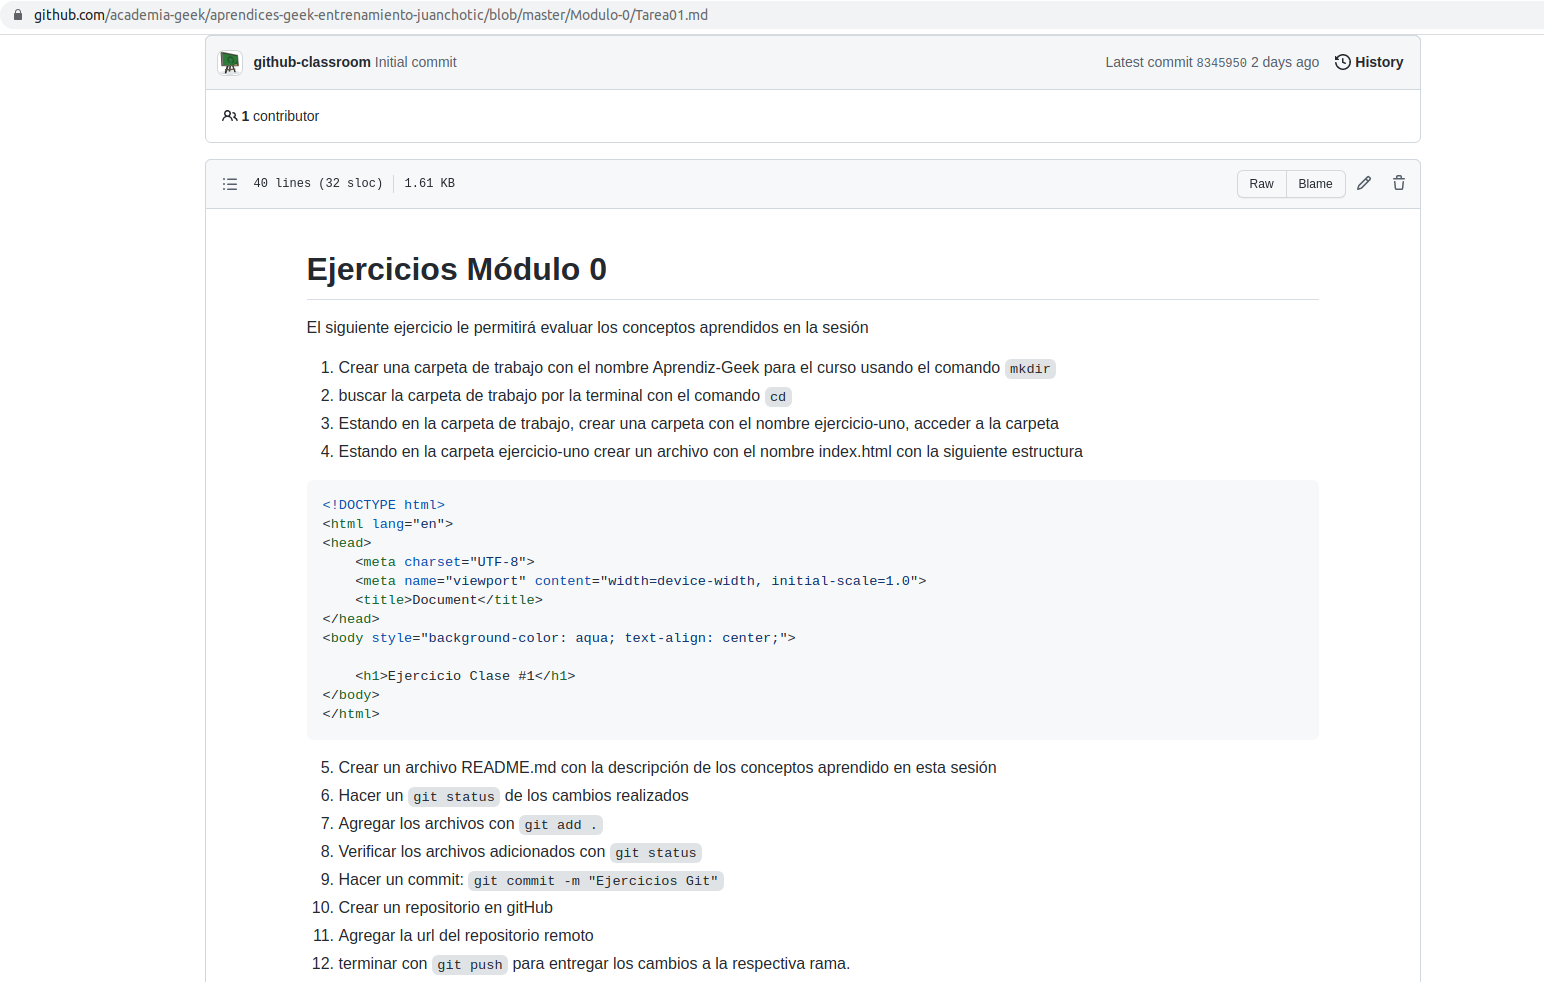 github.com/academia-geek/aprendices-geek-entrenamiento-juanchotic/blob/master/Modulo-0/Tarea01.md
github-classroom Initial commit Latest commit 8345950 2 days ago History
1 contributor
40 lines (32 sloc) 1.61 KB Raw Blame
Ejercicios Módulo 0
El siguiente ejercicio le permitirá evaluar los conceptos aprendidos en la sesión
1. Crear una carpeta de trabajo con el nombre Aprendiz-Geek para el curso usando el comando mkdir
2. buscar la carpeta de trabajo por la terminal con el comando cd
3. Estando en la carpeta de trabajo, crear una carpeta con el nombre ejercicio-uno, acceder a la carpeta
4. Estando en la carpeta ejercicio-uno crear un archivo con el nombre index.html con la siguiente estructura
<!DOCTYPE html>
<html lang="en">
<head>
    <meta charset="UTF-8">
    <meta name="viewport" content="width=device-width, initial-scale=1.0">
    <title>Document</title>
</head>
<body style="background-color: aqua; text-align: center;">
    <h1>Ejercicio Clase #1</h1>
</body>
</html>
5. Crear un archivo README.md con la descripción de los conceptos aprendido en esta sesión
6. Hacer un git status de los cambios realizados
7. Agregar los archivos con git add .
8. Verificar los archivos adicionados con git status
9. Hacer un commit: git commit -m "Ejercicios Git"
10. Crear un repositorio en gitHub
11. Agregar la url del repositorio remoto
12. terminar con git push para entregar los cambios a la respectiva rama.